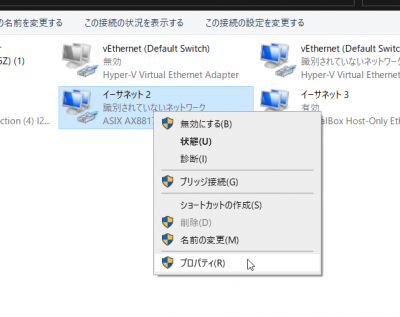 の名前を変更する この接続の状況を表示する この接続の設定を変更する
SZ) (1)
vEthernet (Default Switch)
無効
Hyper-V Virtual Ethernet Adapter
vEthernet (Default Switch)
識別されていないネットワーク
Hyper-V Virtual Ethernet Ada
ection (4) I2...
イーサネット 2
識別されていないネットワーク
ASIX AX8817
イーサネット 3
有効
alBox Host-Only Eth
無効にする(B)
状態(U)
診断(I)
ブリッジ接続(G)
ショートカットの作成(S)
削除(D)
名前の変更(M)
プロパティ(R)